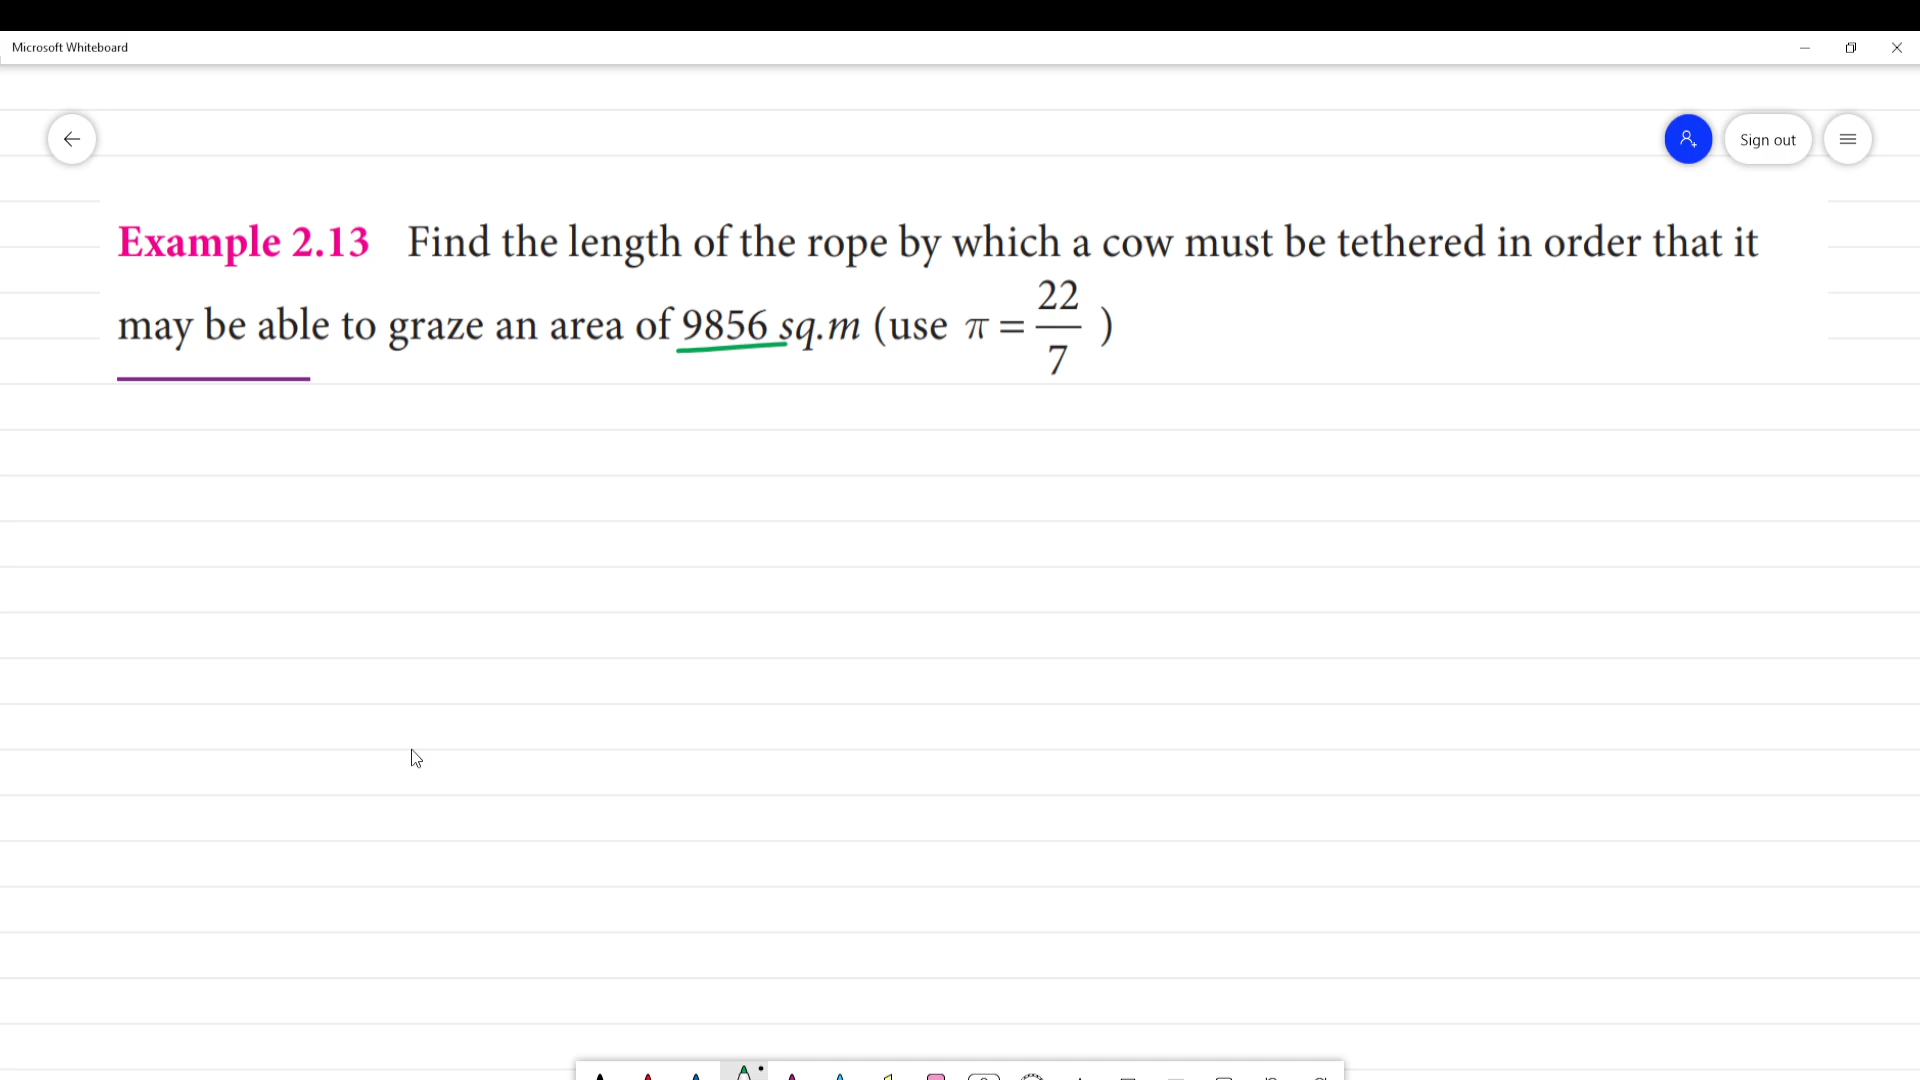 Microsoft Whiteboard
Sign out
Example 2.13 Find the length of the rope by which a cow must be tethered in order that it
may be able to graze an area of 9856 sq.m (use π = 22/7 )